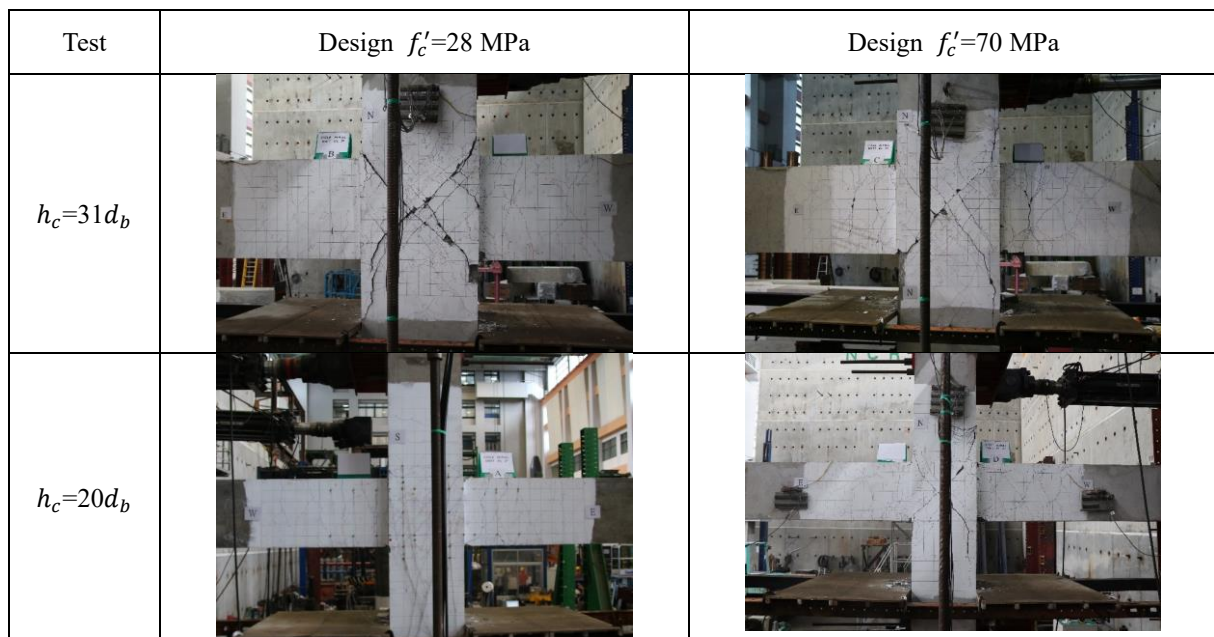 Test
Design f′c=28 MPa
Design f′c=70 MPa
hc=31db
N
B
E
W
N
C
E
W
N
hc=20db
S
A
W
E
N C R
N
D
E
W